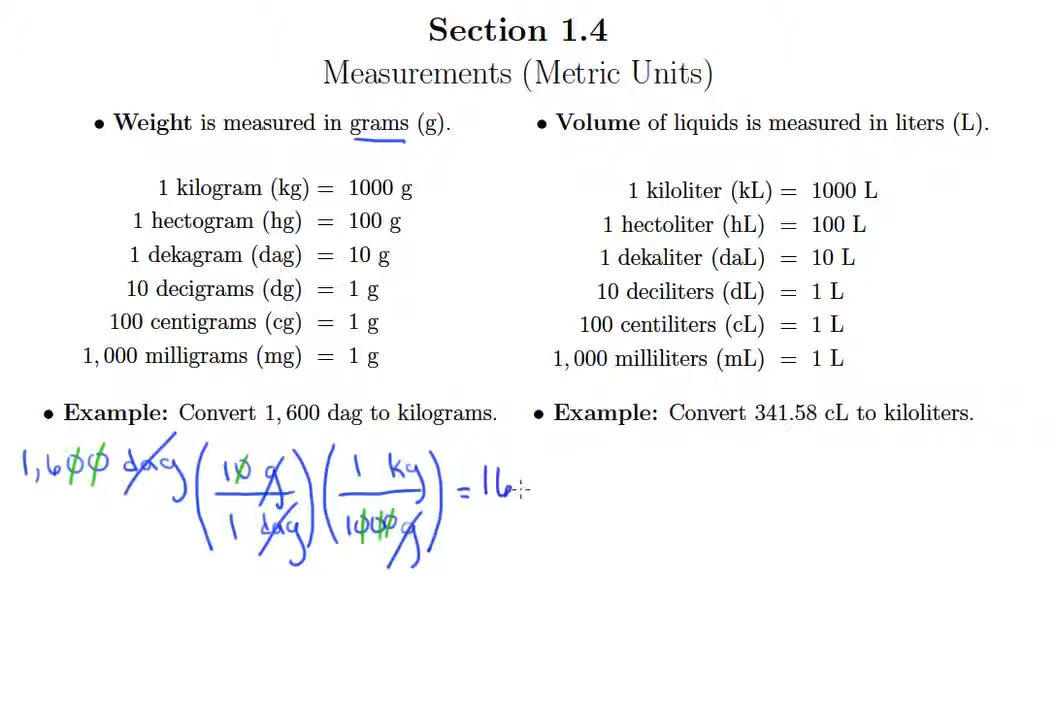 Section 1.4
Measurements (Metric Units)
• Weight is measured in grams (g).
1 kilogram (kg) = 1000 g
1 hectogram (hg) = 100 g
1 dekagram (dag) = 10 g
10 decigrams (dg) = 1 g
100 centigrams (cg) = 1 g
1,000 milligrams (mg) = 1 g
• Example: Convert 1,600 dag to kilograms.
1,600 dag (10 g / 1 dag) (1 kg / 1000 g) = 16
• Volume of liquids is measured in liters (L).
1 kiloliter (kL) = 1000 L
1 hectoliter (hL) = 100 L
1 dekaliter (daL) = 10 L
10 deciliters (dL) = 1 L
100 centiliters (cL) = 1 L
1,000 milliliters (mL) = 1 L
• Example: Convert 341.58 cL to kiloliters.